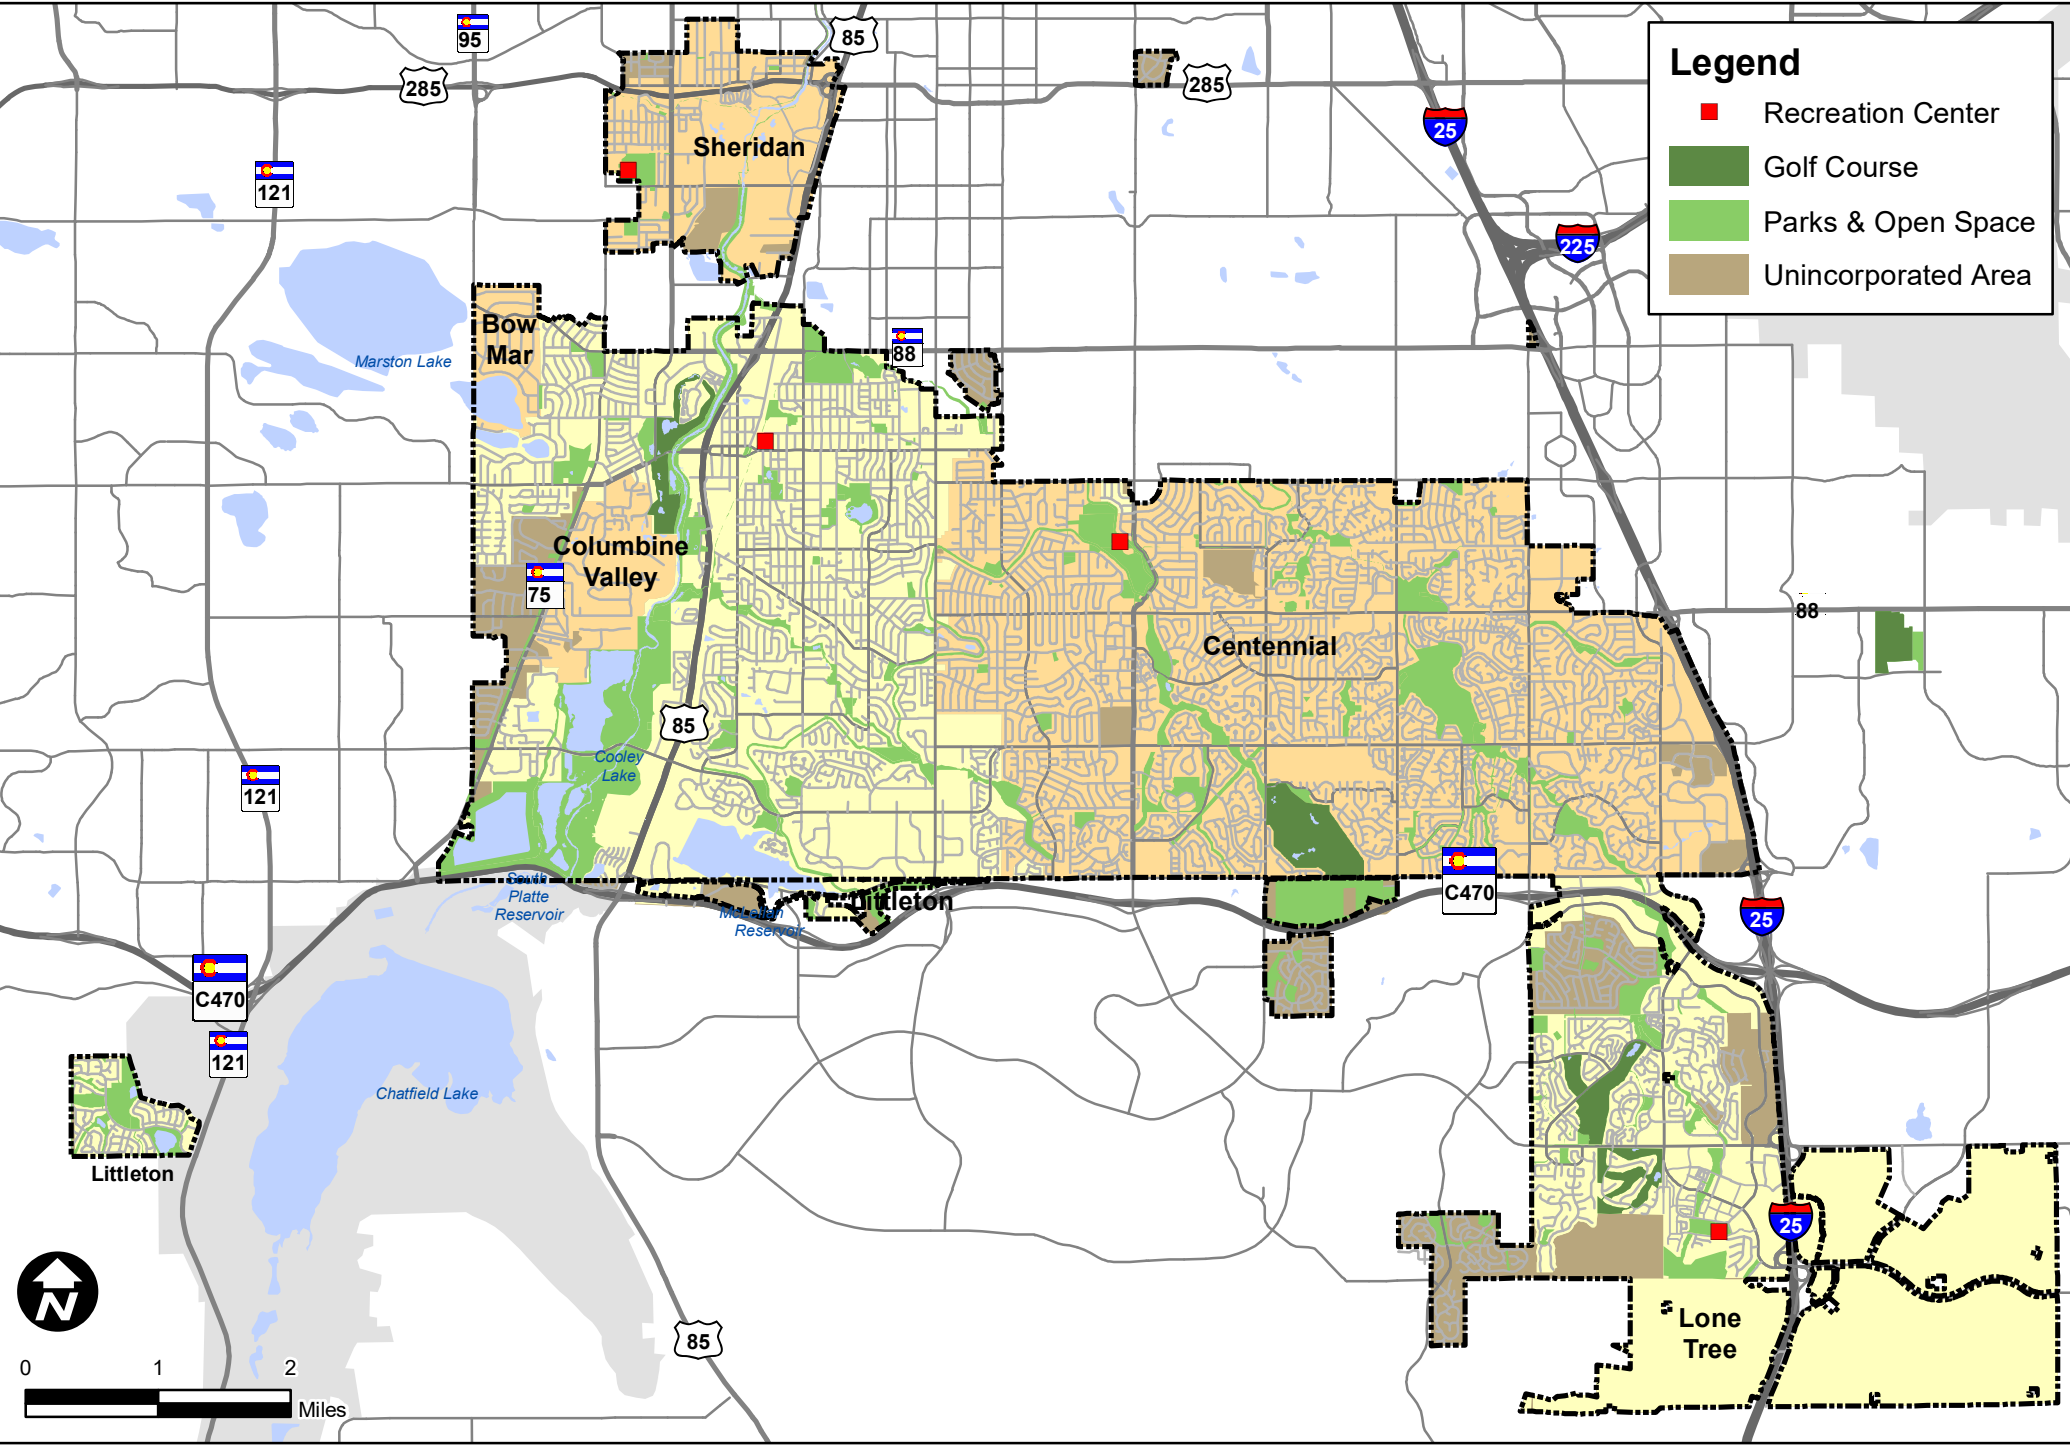 95
85
285
285
Legend
Recreation Center
Golf Course
Parks & Open Space
Unincorporated Area
25
225
Sheridan
121
Bow
Mar
Marston Lake
88
Columbine
Valley
75
88
Centennial
85
Cooley
Lake
121
C470
South
Platte
Reservoir
McLellan
Reservoir
Littleton
25
C470
121
Chatfield Lake
Littleton
25
N
Lone
Tree
85
0 1 2
Miles